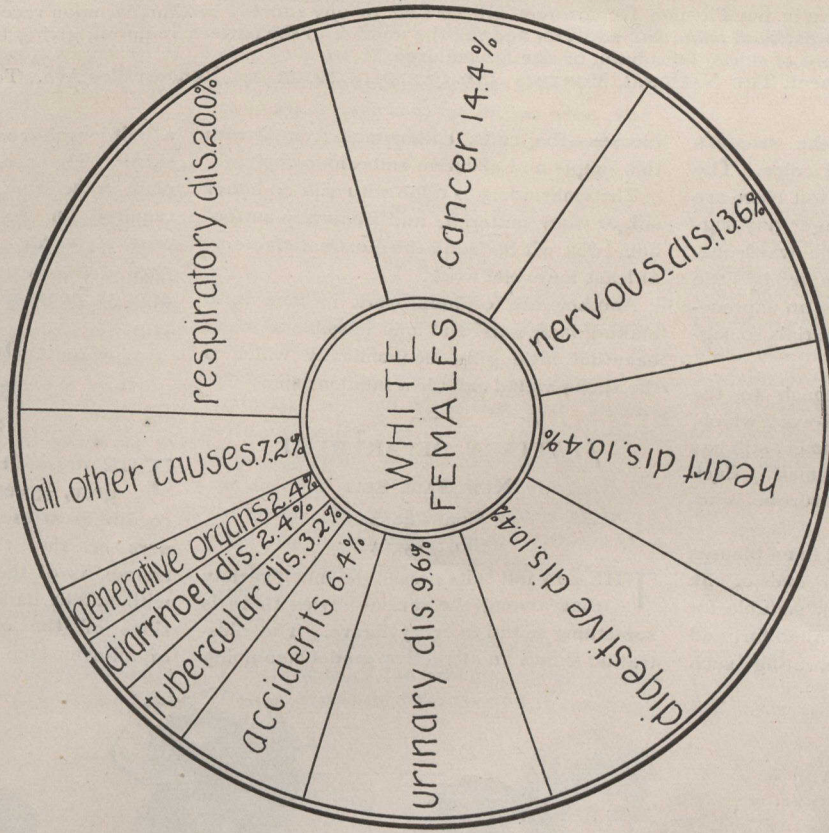 WHITE
FEMALES
respiratory dis. 20.0%
cancer 14.4%
nervous dis. 13.6%
heart dis. 10.4%
digestive dis. 10.4%
urinary dis. 9.6%
accidents 6.4%
tubercular dis. 3.2%
diarrhoel dis. 2.4%
generative organs 2.4%
all other causes 7.2%